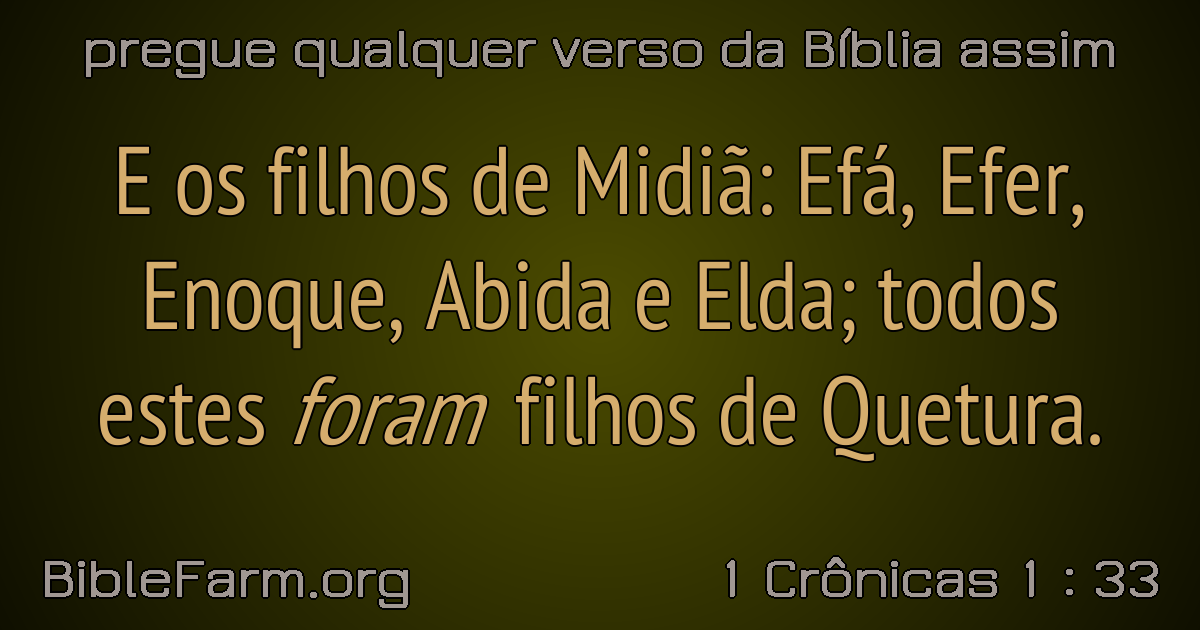 pregue qualquer verso da Bíblia assim
E os filhos de Midiã: Efá, Efer,
Enoque, Abida e Elda; todos
estes foram filhos de Quetura.
BibleFarm.org
1 Crônicas 1 : 33